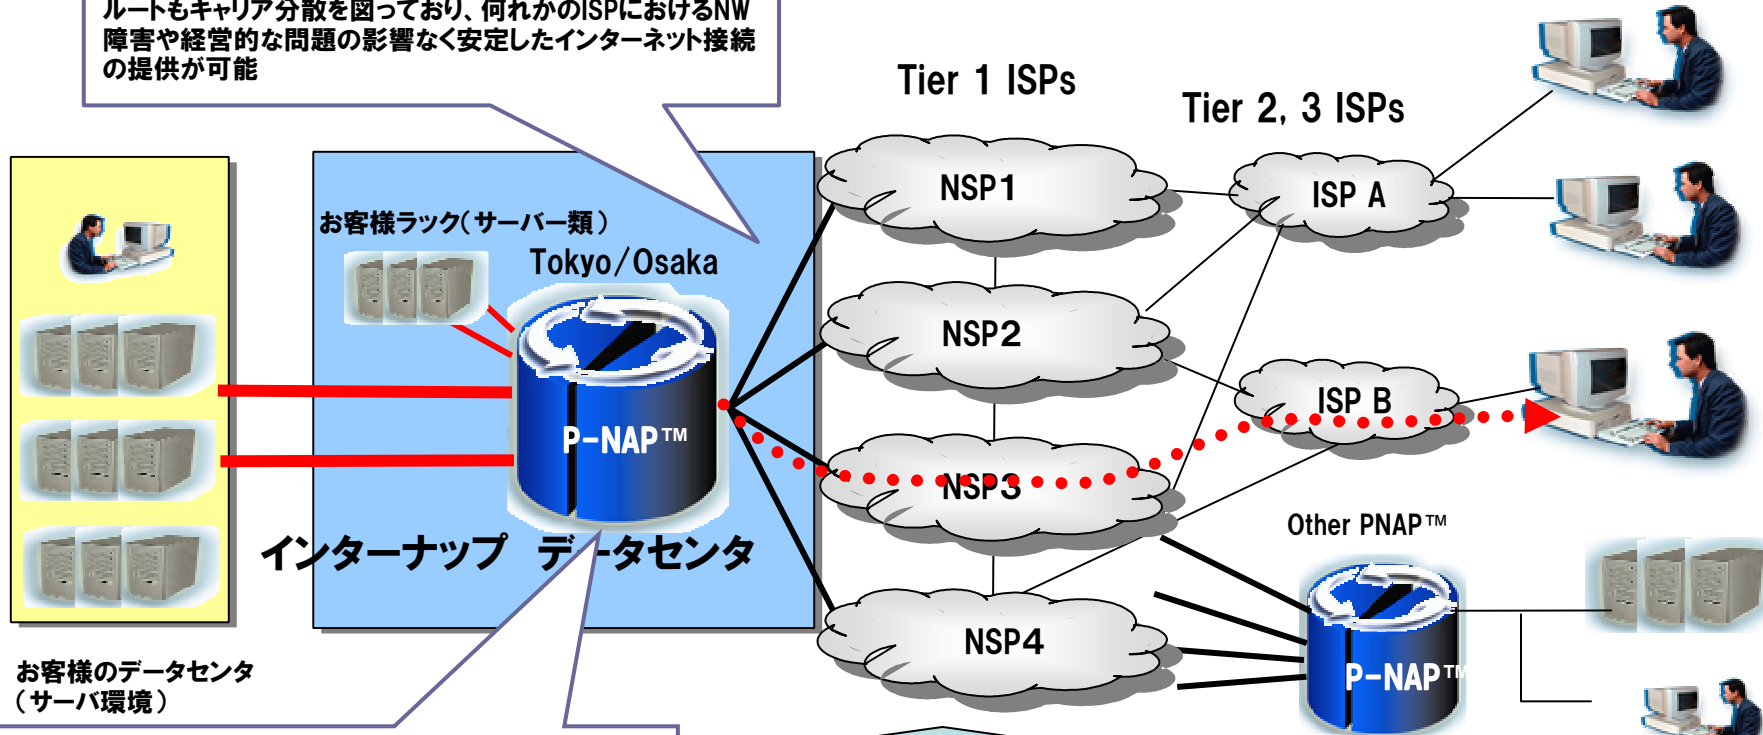 ルートもキャリア分散を図っており、何れかのISPにおけるNW
障害や経営的な問題の影響なく安定したインターネット接続
の提供が可能
Tier 1 ISPs
Tier 2, 3 ISPs
NSP1
ISP A
お客様ラック(サーバー類)
Tokyo/Osaka
NSP2
ISP B
P-NAP™
NSP3
Other PNAP™
インターナップ データセンタ
NSP4
P-NAP™
お客様のデータセンタ
(サーバ環境)